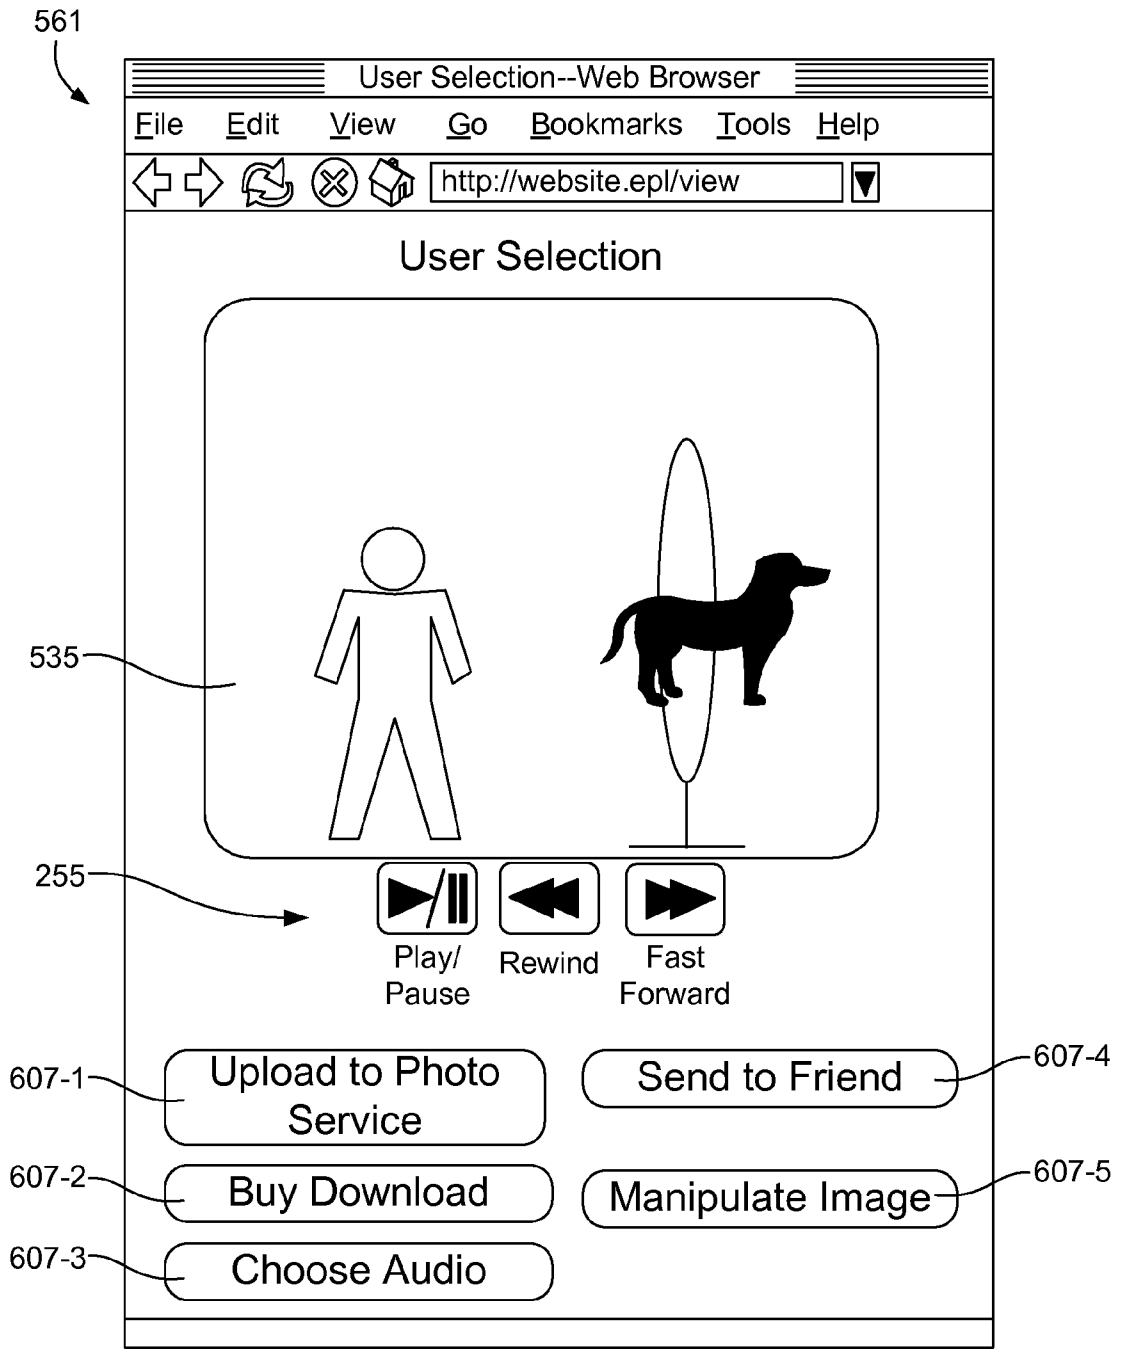 561
User Selection--Web Browser
File Edit View Go Bookmarks Tools Help
http://website.epl/view
User Selection
535
255
Play/
Pause
Rewind
Fast
Forward
607-1
Upload to Photo
Service
Send to Friend
607-4
607-2
Buy Download
Manipulate Image
607-5
607-3
Choose Audio